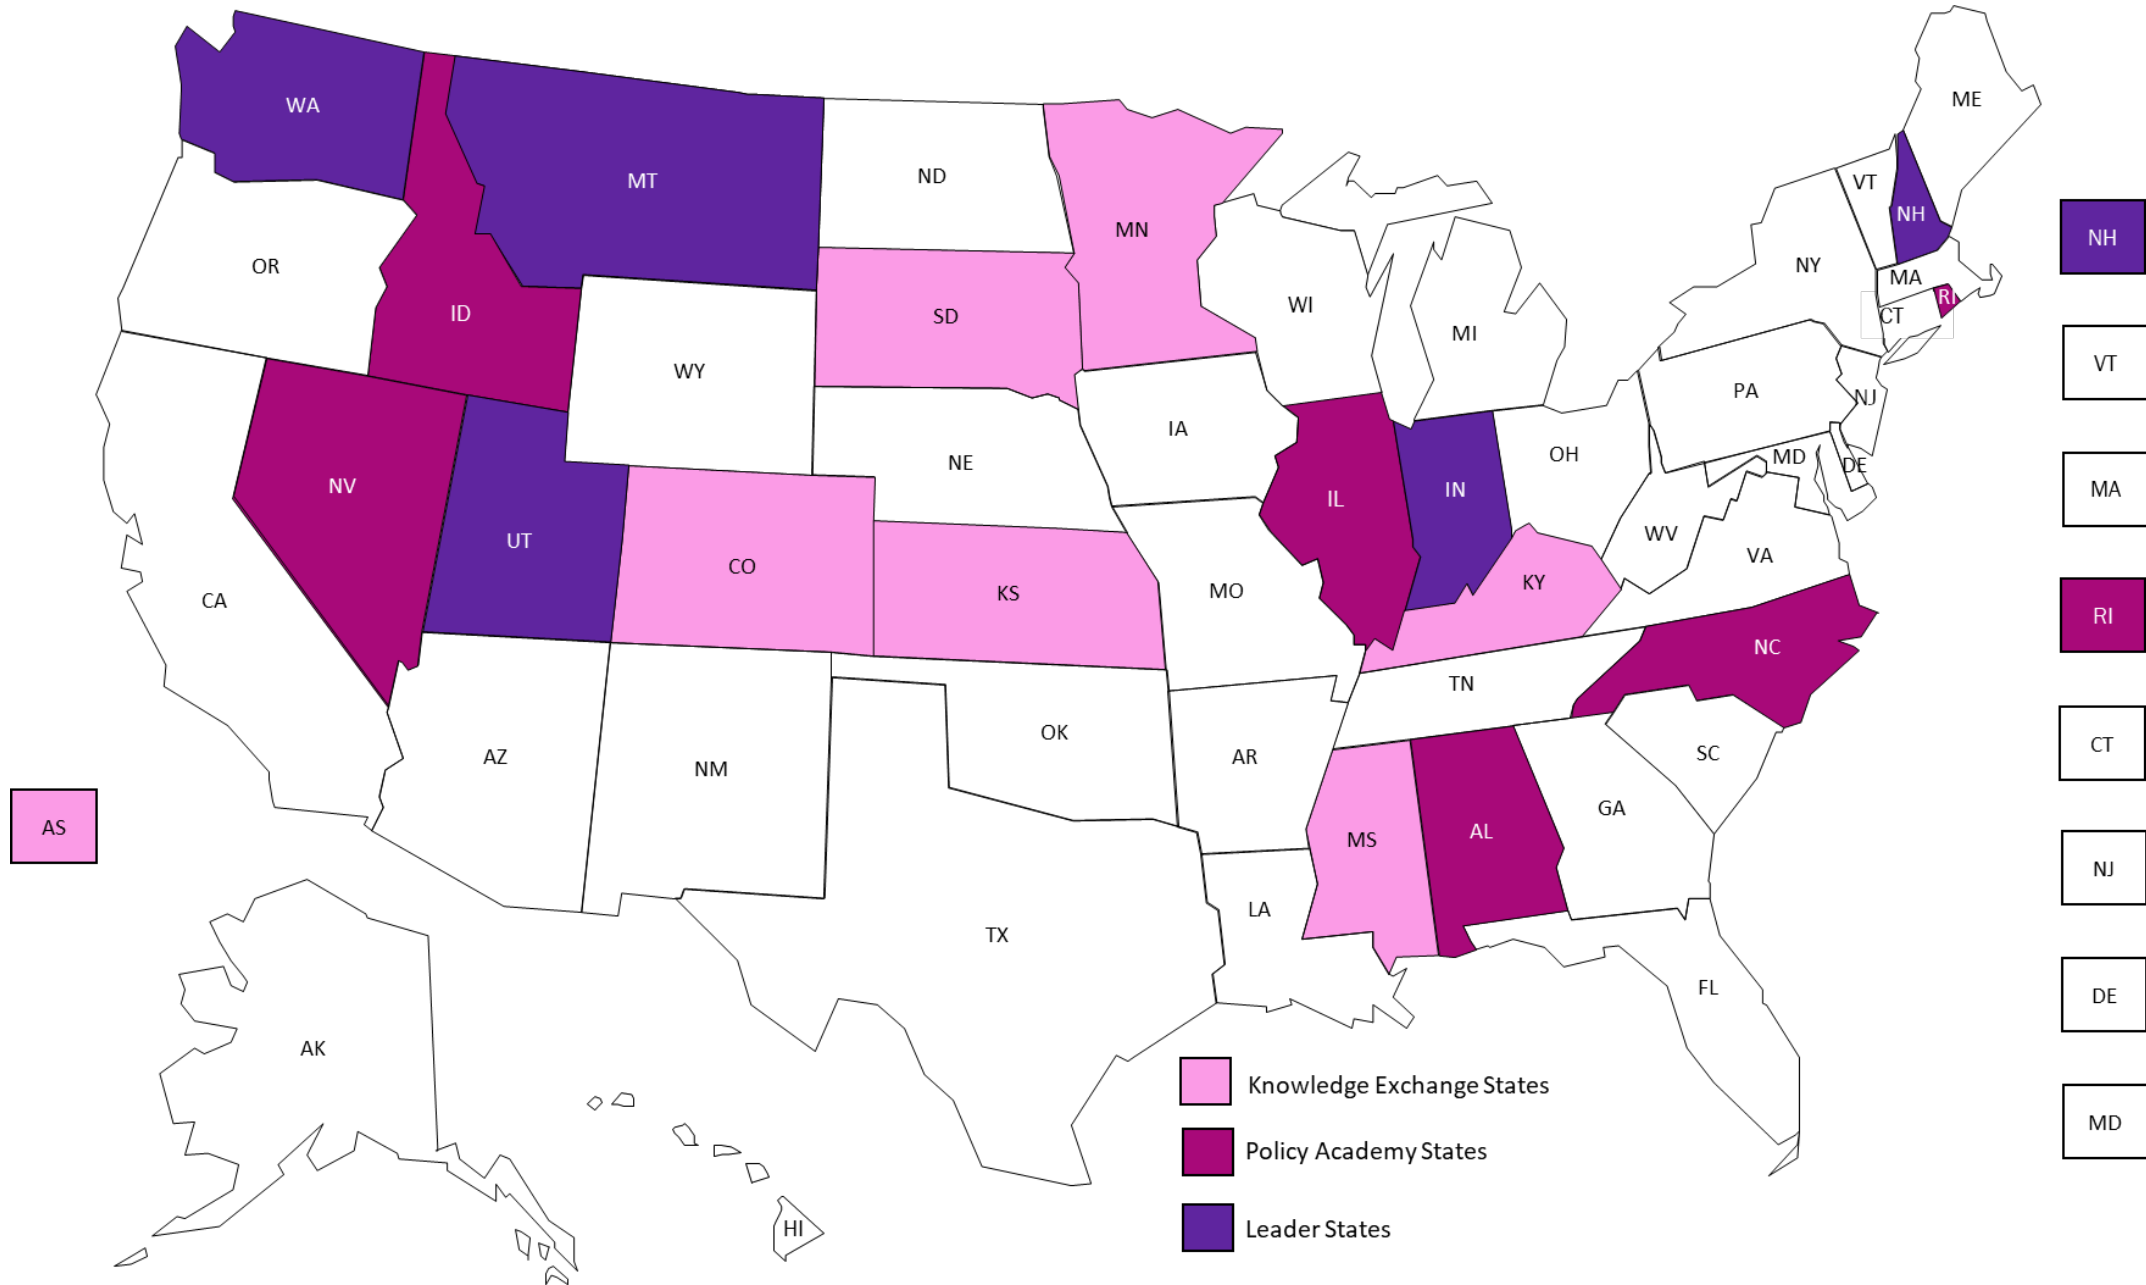 WA
MT
ND
MN
ME
VT
NH
NH
OR
ID
SD
WI
MI
NY
MA
RI
CT
WY
VT
IA
NE
PA
NJ
NV
IL
IN
OH
MD
DE
MA
UT
CO
KS
MO
KY
WV
VA
CA
RI
NC
TN
AZ
NM
OK
AR
SC
CT
AS
MS
AL
GA
NJ
LA
TX
FL
DE
AK
HI
Knowledge Exchange States
Policy Academy States
Leader States
MD